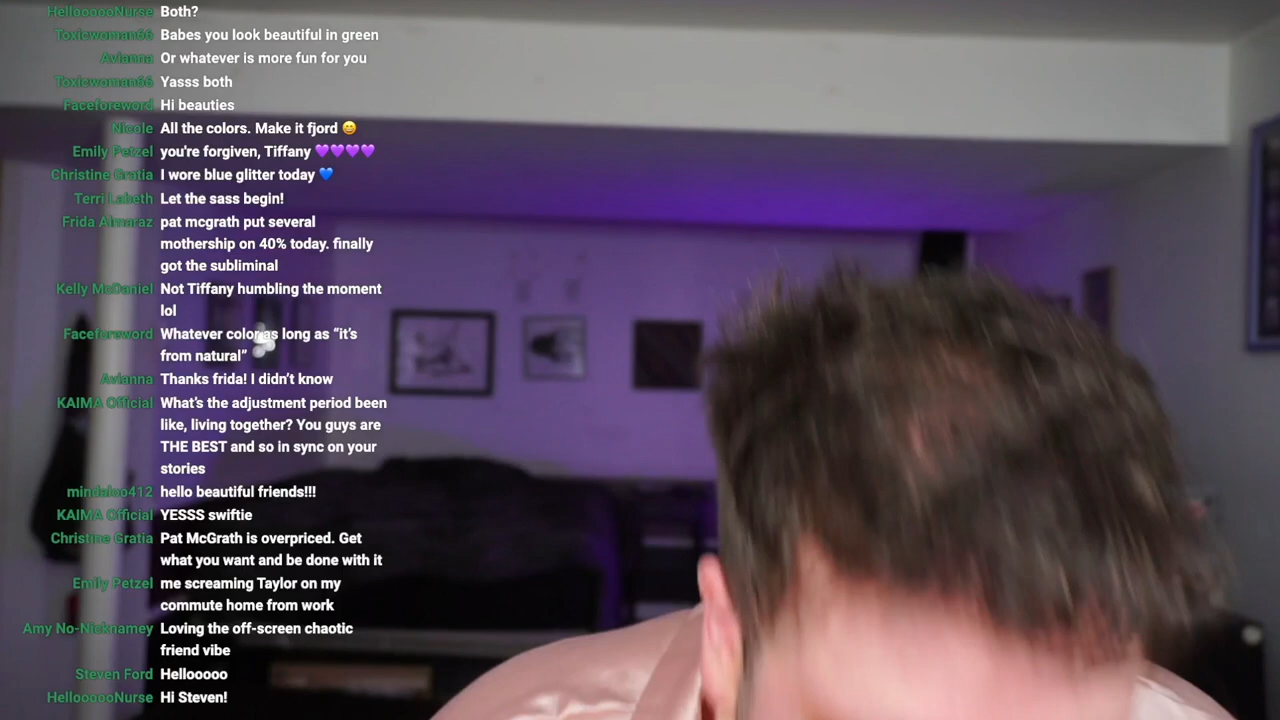 HelloooooNurse Both?
Toxicwoman66 Babes you look beautiful in green
Avianna Or whatever is more fun for you
Toxicwoman66 Yasss both
Faceforeword Hi beauties
Nicole All the colors. Make it fjord 😄
Emily Petzel you're forgiven, Tiffany 💜💜💜💜
Christine Gratia I wore blue glitter today 💙
Terri Labeth Let the sass begin!
Frida Almaraz pat mcgrath put several
mothership on 40% today. finally
got the subliminal
Kelly McDaniel Not Tiffany humbling the moment
lol
Faceforeword Whatever color as long as “it’s
from natural”
Avianna Thanks frida! I didn’t know
KAIMA Official What’s the adjustment period been
like, living together? You guys are
THE BEST and so in sync on your
stories
mindaloo412 hello beautiful friends!!!
KAIMA Official YESSS swiftie
Christine Gratia Pat McGrath is overpriced. Get
what you want and be done with it
Emily Petzel me screaming Taylor on my
commute home from work
Amy No-Nicknamey Loving the off-screen chaotic
friend vibe
Steven Ford Hellooooo
HelloooooNurse Hi Steven!